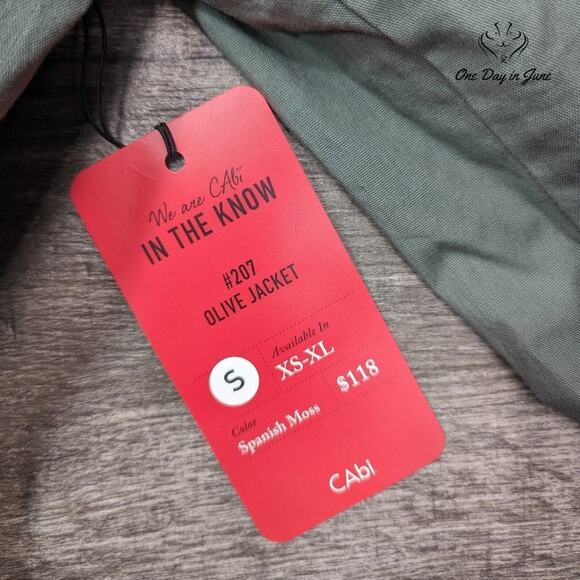 One Day in June
We are CAbi
IN THE KNOW
#207
OLIVE JACKET
S
Available In
XS-XL
Color
Spanish Moss
$118
CAbi